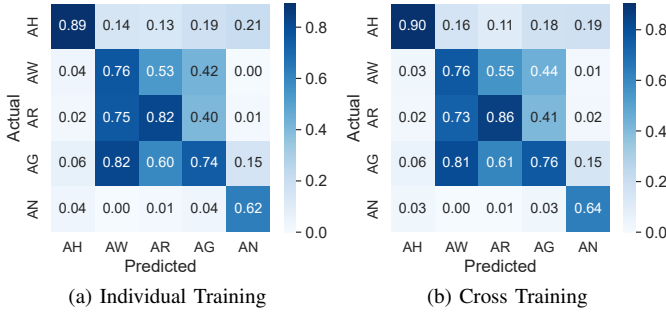 AH 0.89 0.14 0.13 0.19 0.21
AW 0.04 0.76 0.53 0.42 0.00
AR 0.02 0.75 0.82 0.40 0.01
AG 0.06 0.82 0.60 0.74 0.15
AN 0.04 0.00 0.01 0.04 0.62
AH AW AR AG AN
Predicted
Actual
0.8
0.6
0.4
0.2
0.0
(a) Individual Training
AH 0.90 0.16 0.11 0.18 0.19
AW 0.03 0.76 0.55 0.44 0.01
AR 0.02 0.73 0.86 0.41 0.02
AG 0.06 0.81 0.61 0.76 0.15
AN 0.03 0.00 0.01 0.03 0.64
AH AW AR AG AN
Predicted
Actual
0.8
0.6
0.4
0.2
0.0
(b) Cross Training